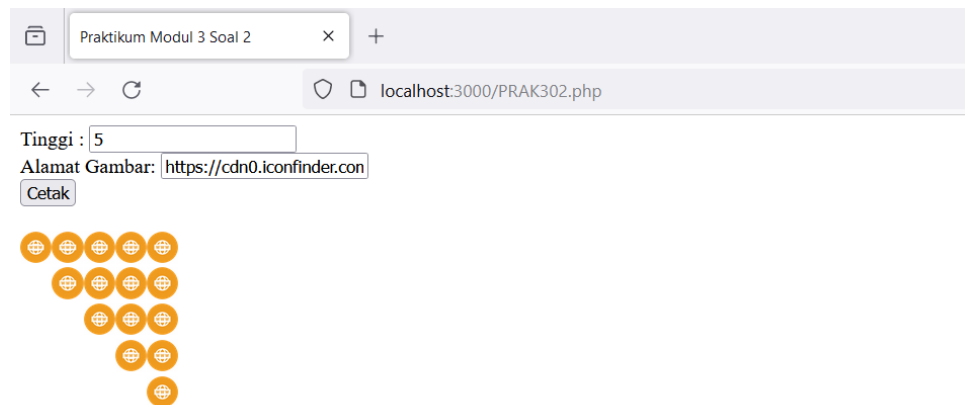 Praktikum Modul 3 Soal 2
localhost:3000/PRAK302.php
Tinggi : 5
Alamat Gambar: https://cdn0.iconfinder.con
Cetak